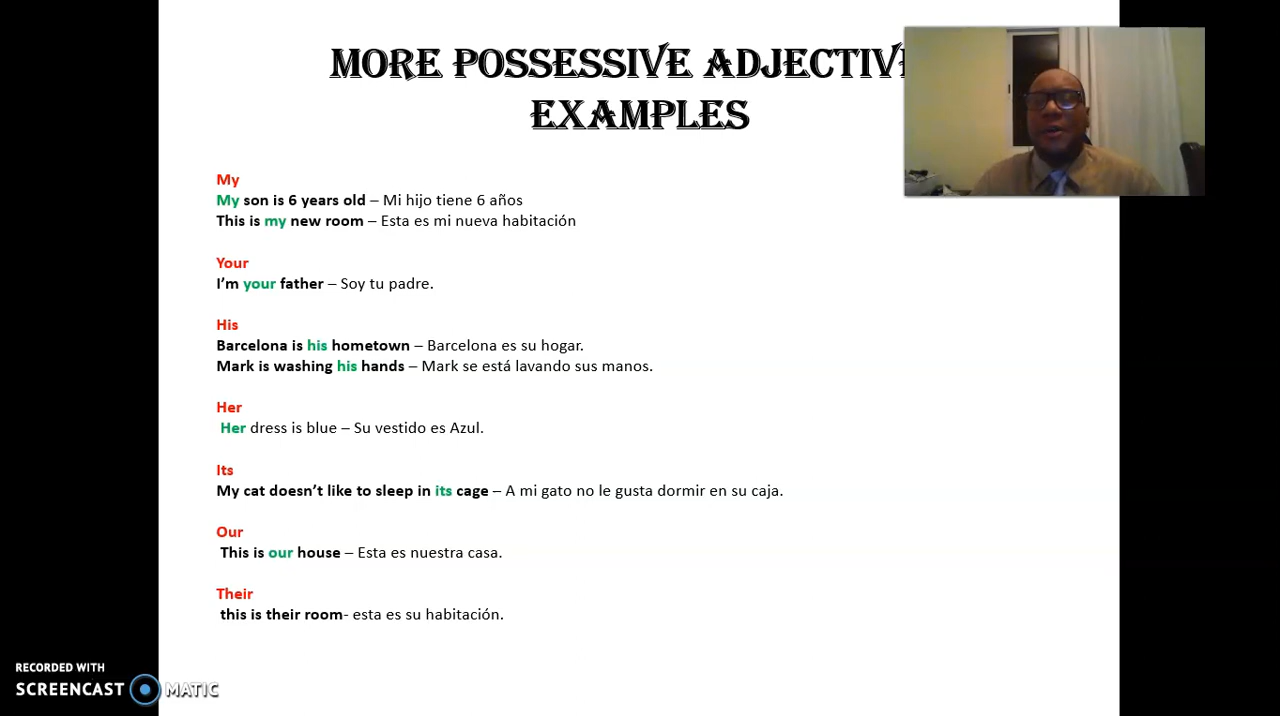 MORE POSSESSIVE
EXAMPLES
My
My son is 6 years old – Mi hijo tiene 6 años
This is my new room – Esta es mi nueva habitación
Your
I'm your father – Soy tu padre.
His
Barcelona is his hometown – Barcelona es su hogar.
Mark is washing his hands – Mark se está lavando sus manos.
Her
Her dress is blue – Su vestido es Azul.
Its
My cat doesn't like to sleep in its cage – A mi gato no le gusta dormir en su caja.
Our
This is our house – Esta es nuestra casa.
Their
this is their room- esta es su habitación.
RECORDED WITH
SCREENCAST MATIC